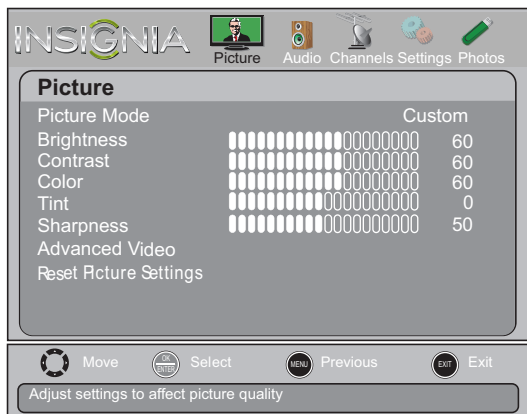 INSIGNIA
Picture Audio Channels Settings Photos
Picture
Picture Mode Custom
Brightness 60
Contrast 60
Color 60
Tint 0
Sharpness 50
Advanced Video
Reset Picture Settings
Move OK ENTER Select MENU Previous EXIT Exit
Adjust settings to affect picture quality